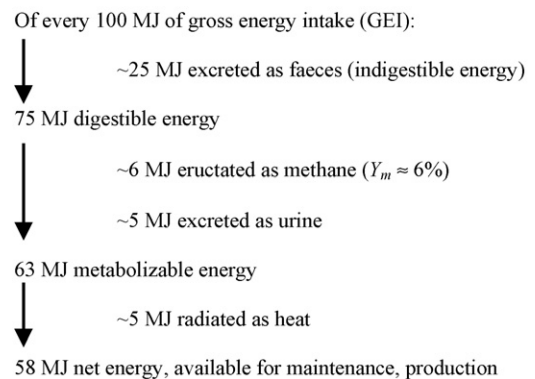 Of every 100 MJ of gross energy intake (GEI):
~25 MJ excreted as faeces (indigestible energy)
75 MJ digestible energy
~6 MJ eructated as methane (Yₘ ≈ 6%)
~5 MJ excreted as urine
63 MJ metabolizable energy
~5 MJ radiated as heat
58 MJ net energy, available for maintenance, production